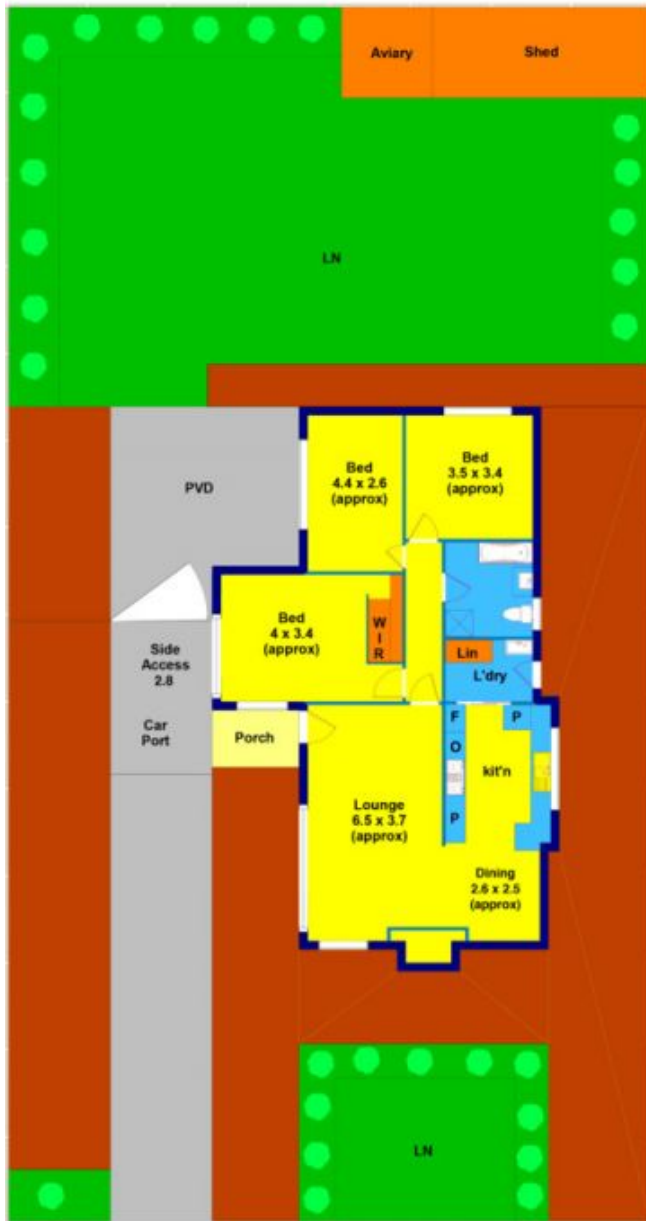 Aviary
Shed
LN
PVD
Bed
4.4 x 2.6
(approx)
Bed
3.5 x 3.4
(approx)
Bed
4 x 3.4
(approx)
W
I
R
Side
Access
2.8
Car
Port
Porch
Lin
L'dry
F
O
P
P
kit'n
Lounge
6.5 x 3.7
(approx)
Dining
2.6 x 2.5
(approx)
LN